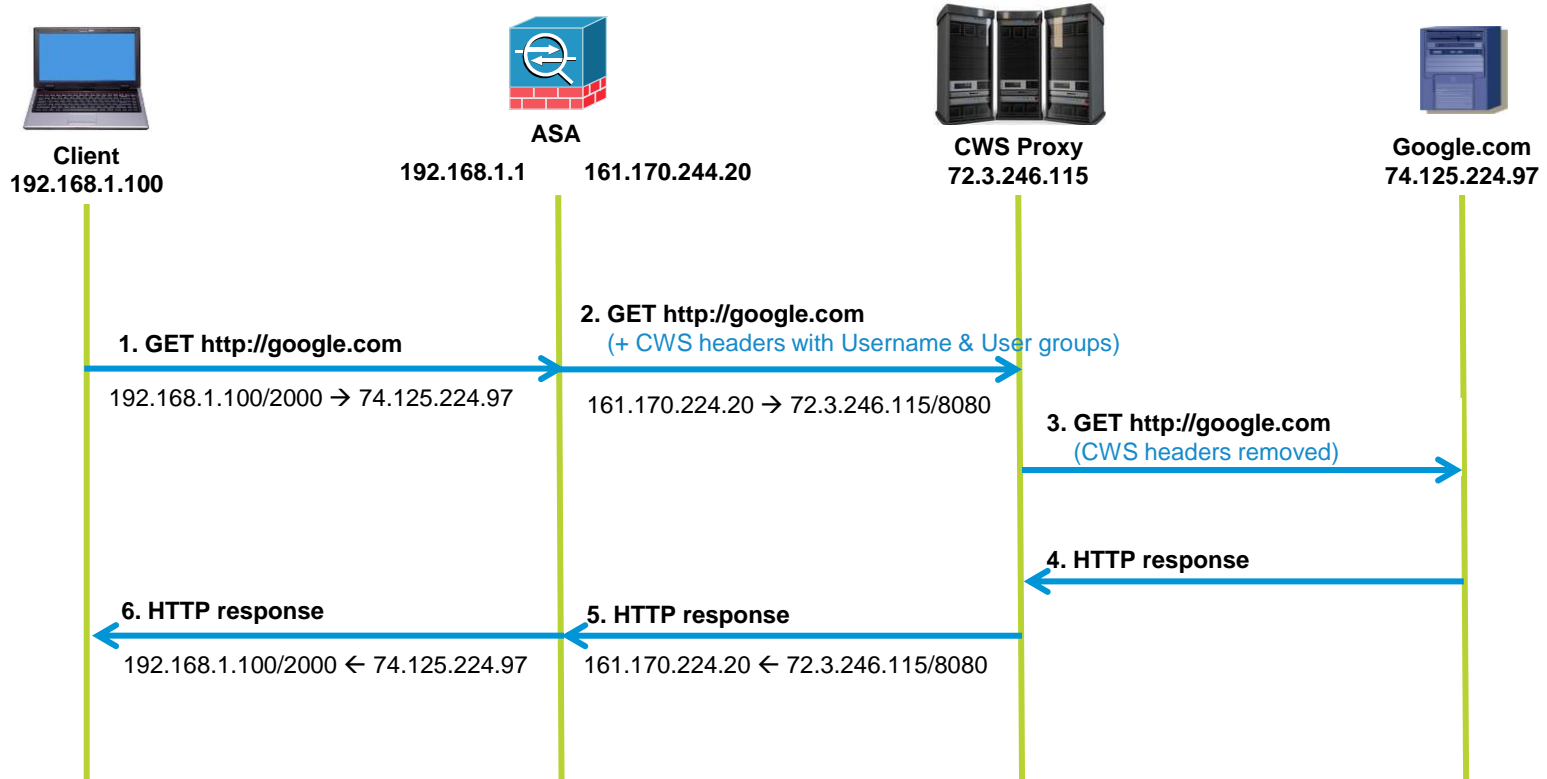 Client
192.168.1.100
ASA
192.168.1.1 161.170.244.20
CWS Proxy
72.3.246.115
Google.com
74.125.224.97
1. GET http://google.com
192.168.1.100/2000 → 74.125.224.97
2. GET http://google.com
(+ CWS headers with Username & User groups)
161.170.224.20 → 72.3.246.115/8080
3. GET http://google.com
(CWS headers removed)
4. HTTP response
5. HTTP response
161.170.224.20 ← 72.3.246.115/8080
6. HTTP response
192.168.1.100/2000 ← 74.125.224.97